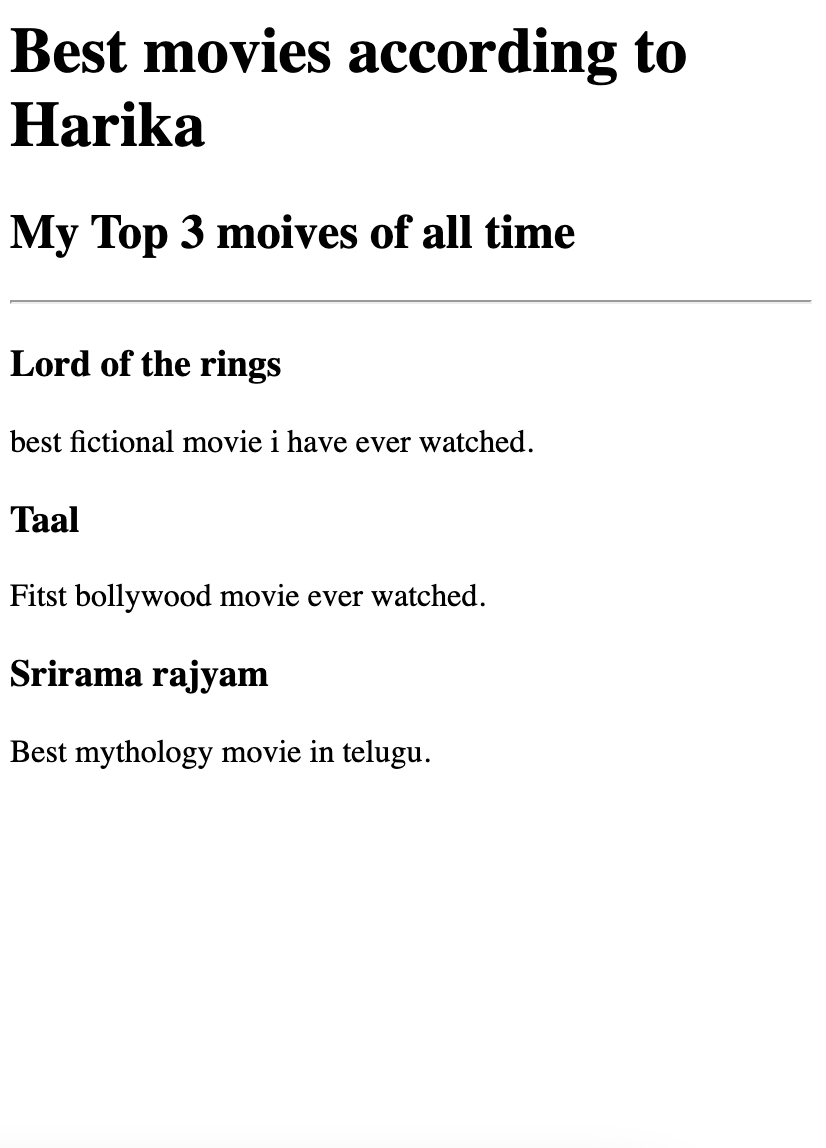 Best movies according to
Harika
My Top 3 moives of all time
Lord of the rings
best fictional movie i have ever watched.
Taal
Fitst bollywood movie ever watched.
Srirama rajyam
Best mythology movie in telugu.